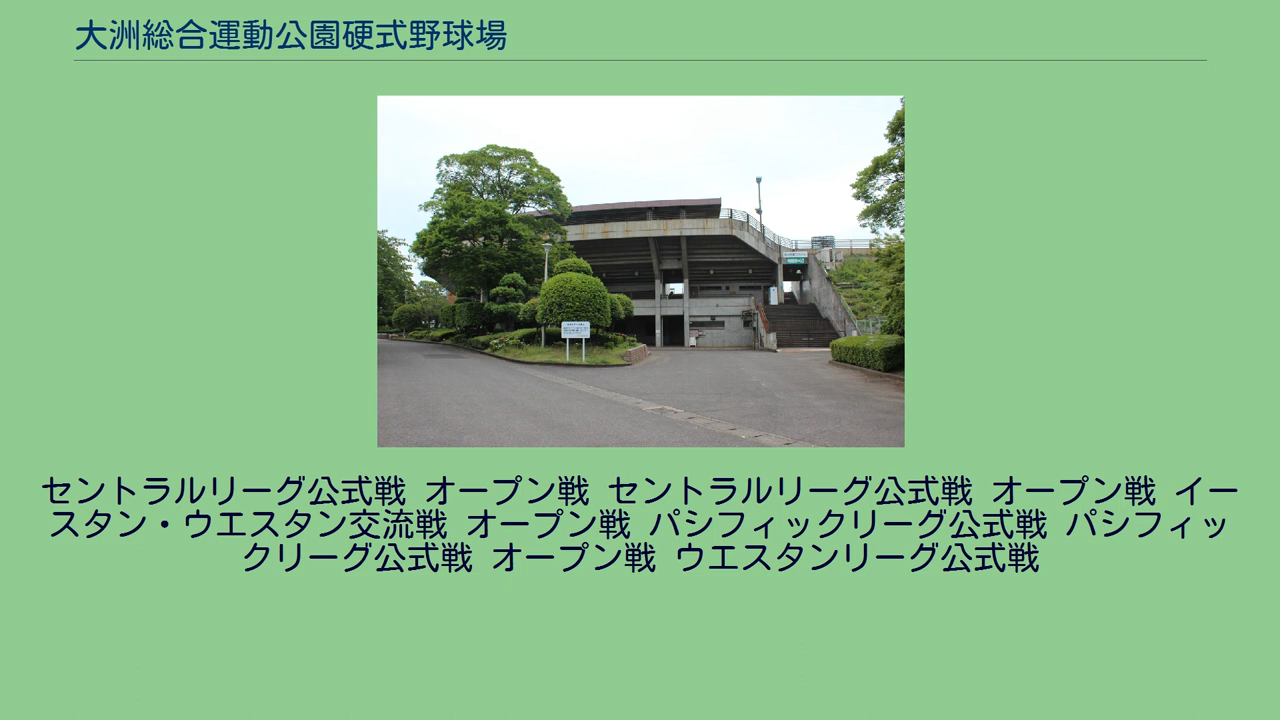 大洲総合運動公園硬式野球場
セントラルリーグ公式戦 オープン戦 セントラルリーグ公式戦 オープン戦 イー
スタン・ウエスタン交流戦 オープン戦 パシフィックリーグ公式戦 パシフィッ
クリーグ公式戦 オープン戦 ウエスタンリーグ公式戦